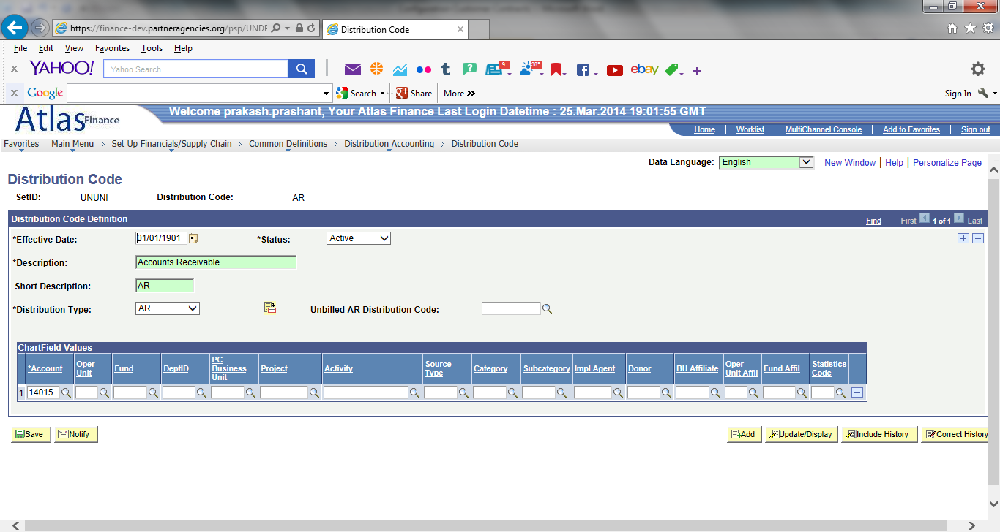 https://finance-dev.partneragencies.org/psp/UNDP
Distribution Code
File Edit View Favorites Tools Help
YAHOO! Yahoo Search 9 38° ebay
Google Search Share More Sign In
Atlas Finance Welcome prakash.prashant, Your Atlas Finance Last Login Datetime : 25.Mar.2014 19:01:55 GMT
Home Worklist MultiChannel Console Add to Favorites Sign out
Favorites Main Menu > Set Up Financials/Supply Chain > Common Definitions > Distribution Accounting > Distribution Code
Data Language: English New Window Help Personalize Page
Distribution Code
SetID: UNUNI Distribution Code: AR
Distribution Code Definition Find First 1 of 1 Last
*Effective Date: 01/01/1901 31 *Status: Active
*Description: Accounts Receivable
Short Description: AR
*Distribution Type: AR Unbilled AR Distribution Code:
ChartField Values
*Account Oper Unit Fund DeptID PC Business Unit Project Activity Source Type Category Subcategory Impl Agent Donor BU Affiliate Oper Unit Affil Fund Affil Statistics Code
1 14015
Save Notify Add Update/Display Include History Correct History